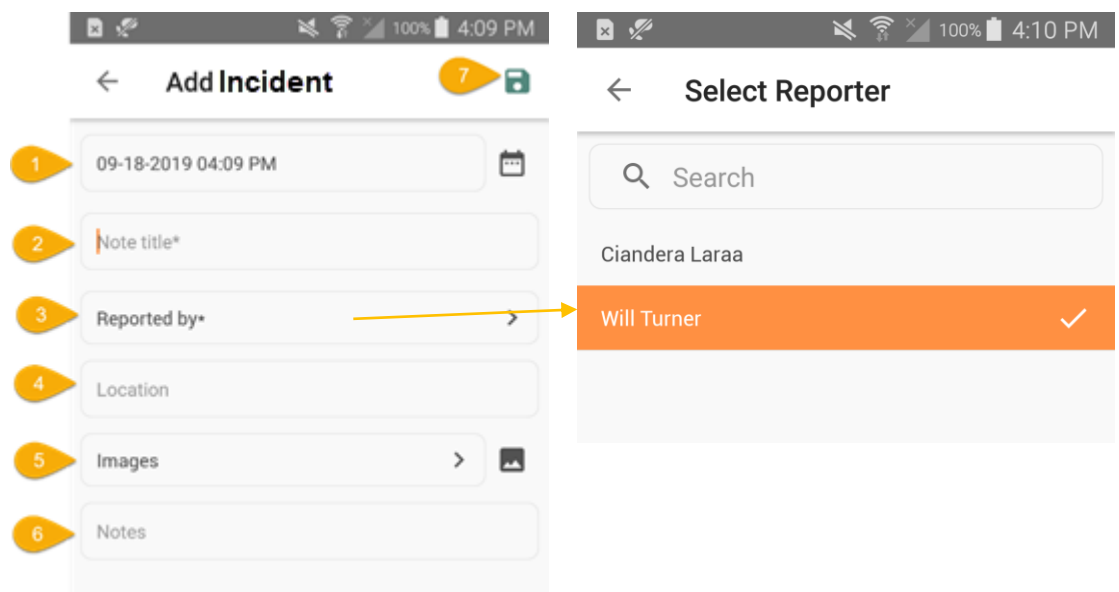 100% 4:09 PM
Add Incident
7
1
09-18-2019 04:09 PM
2
Note title*
3
Reported by*
4
Location
5
Images
6
Notes
100% 4:10 PM
Select Reporter
Search
Ciandera Laraa
Will Turner